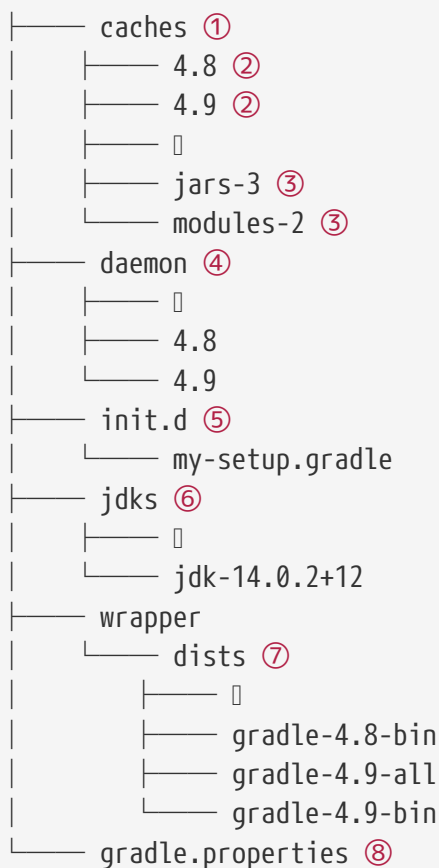 ├── caches ①
│   ├── 4.8 ②
│   ├── 4.9 ②
│   ├── 
│   ├── jars-3 ③
│   └── modules-2 ③
├── daemon ④
│   ├── 
│   ├── 4.8
│   └── 4.9
├── init.d ⑤
│   └── my-setup.gradle
├── jdks ⑥
│   ├── 
│   └── jdk-14.0.2+12
├── wrapper
│   └── dists ⑦
│       ├── 
│       ├── gradle-4.8-bin
│       ├── gradle-4.9-all
│       └── gradle-4.9-bin
└── gradle.properties ⑧